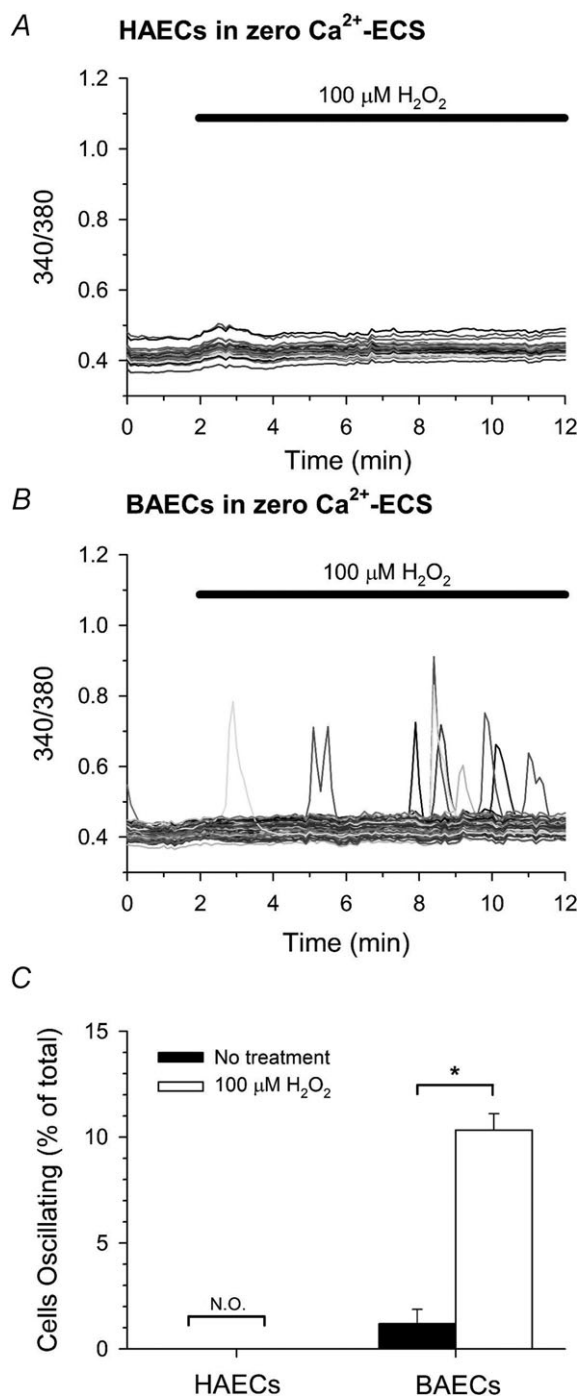 A
HAECs in zero Ca²⁺-ECS
100 μM H₂O₂
340/380
1.2
1.0
0.8
0.6
0.4
0 2 4 6 8 10 12
Time (min)
B
BAECs in zero Ca²⁺-ECS
100 μM H₂O₂
340/380
1.2
1.0
0.8
0.6
0.4
0 2 4 6 8 10 12
Time (min)
C
Cells Oscillating (% of total)
15
10
5
0
No treatment
100 μM H₂O₂
*
N.O.
HAECs BAECs